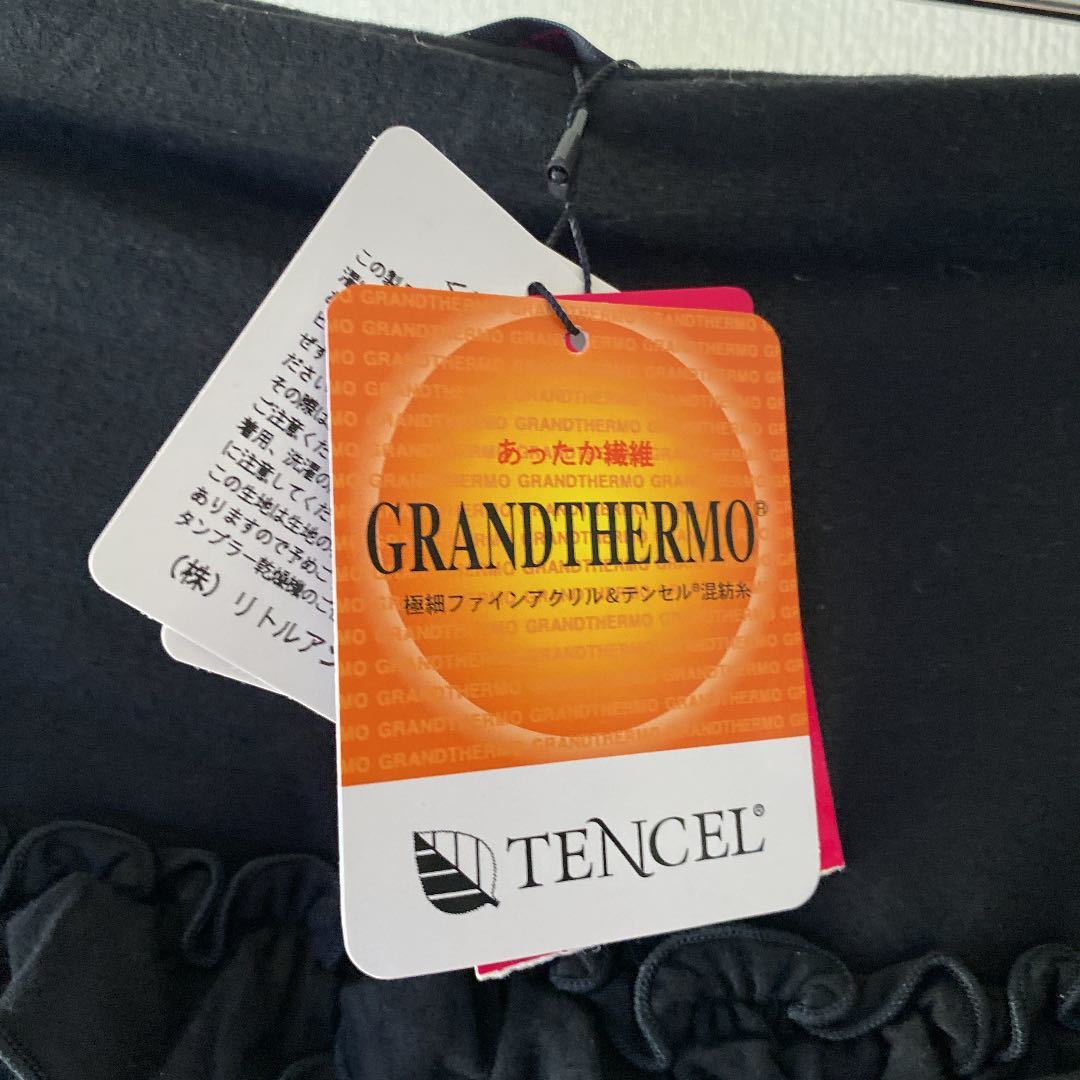 この製
ぜす
ださい
その際は
ご注意くだ
着用、洗濯の
に注意してくだ
この生地は生地の
ありますので予めご
タンブラー乾燥機のご
(株)リトルアン
GRANDTHERMO
あったか繊維
GRANDTHERMO®
極細ファインアクリル&テンセル®混紡糸
TENCEL®